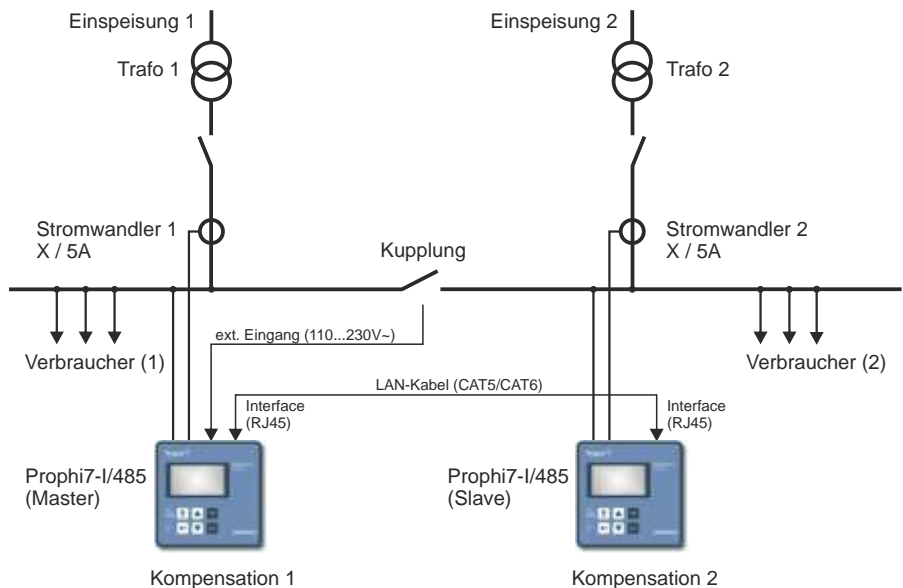 Einspeisung 1
Einspeisung 2
Trafo 1
Trafo 2
Stromwandler 1
X / 5A
Stromwandler 2
X / 5A
Kupplung
ext. Eingang (110...230V~)
Verbraucher (1)
Verbraucher (2)
LAN-Kabel (CAT5/CAT6)
Interface
(RJ45)
Interface
(RJ45)
Prophi7-I/485
(Master)
Prophi7-I/485
(Slave)
Kompensation 1
Kompensation 2